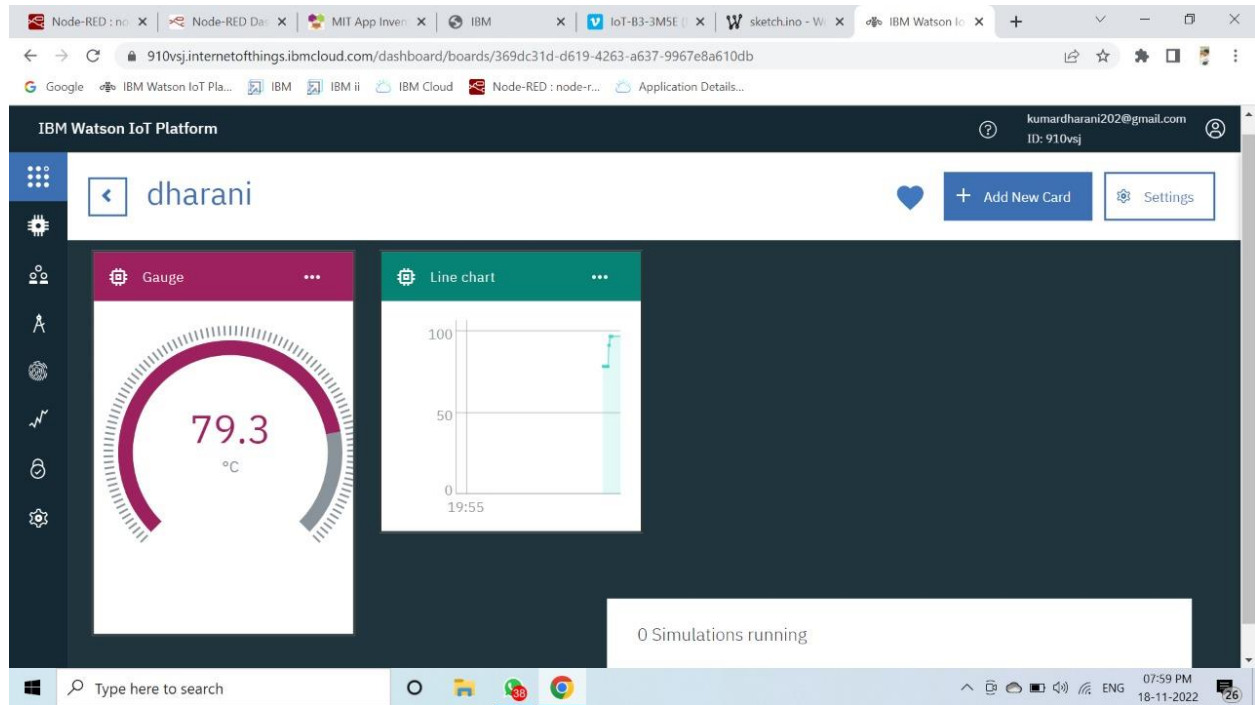 Node-RED : no
Node-RED Das
MIT App Inven
IBM
IoT-B3-3M5E (
sketch.ino - W
IBM Watson Io
910vsj.internetofthings.ibmcloud.com/dashboard/boards/369dc31d-d619-4263-a637-9967e8a610db
Google
IBM Watson IoT Pla...
IBM
IBM ii
IBM Cloud
Node-RED : node-r...
Application Details...
IBM Watson IoT Platform
kumardharani202@gmail.com
ID: 910vsj
dharani
Add New Card
Settings
Gauge
79.3
°C
Line chart
100
50
0
19:55
0 Simulations running
Type here to search
38
ENG
07:59 PM
18-11-2022
26